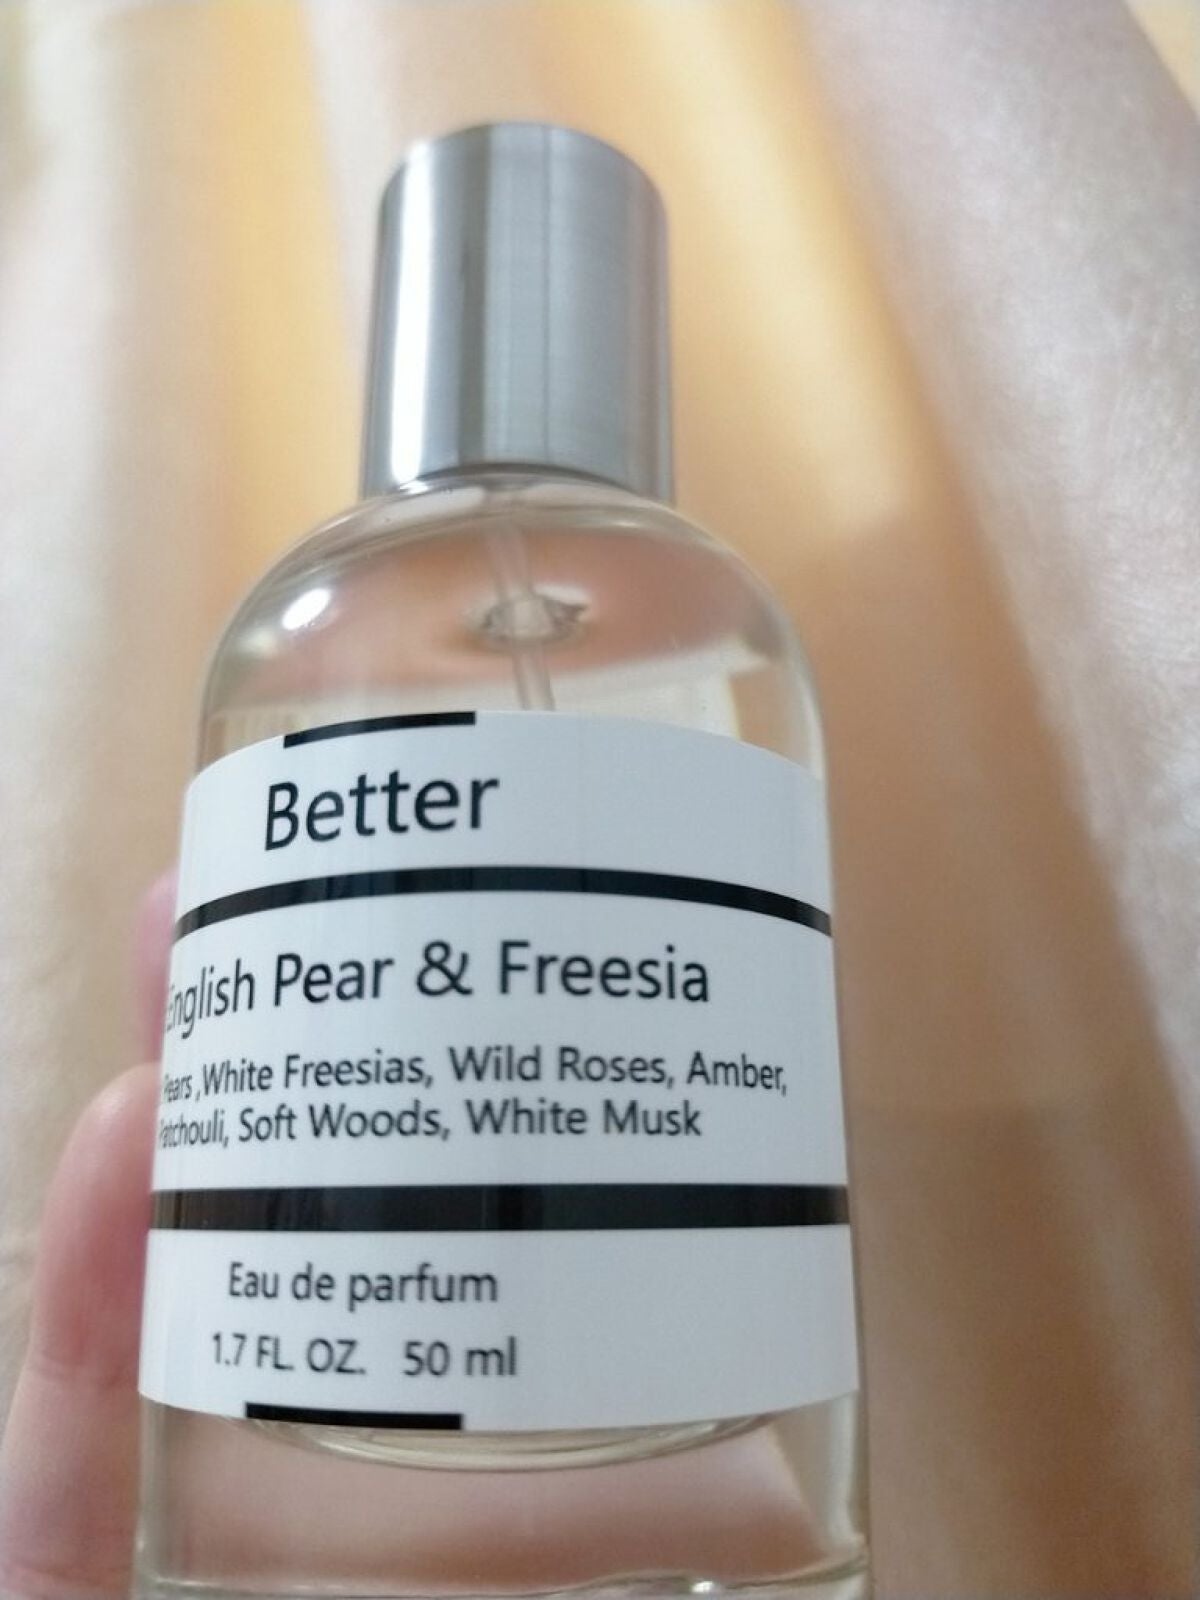 Better
English Pear & Freesia
Pears ,White Freesias, Wild Roses, Amber,
Patchouli, Soft Woods, White Musk
Eau de parfum
1.7 FL. OZ. 50 ml